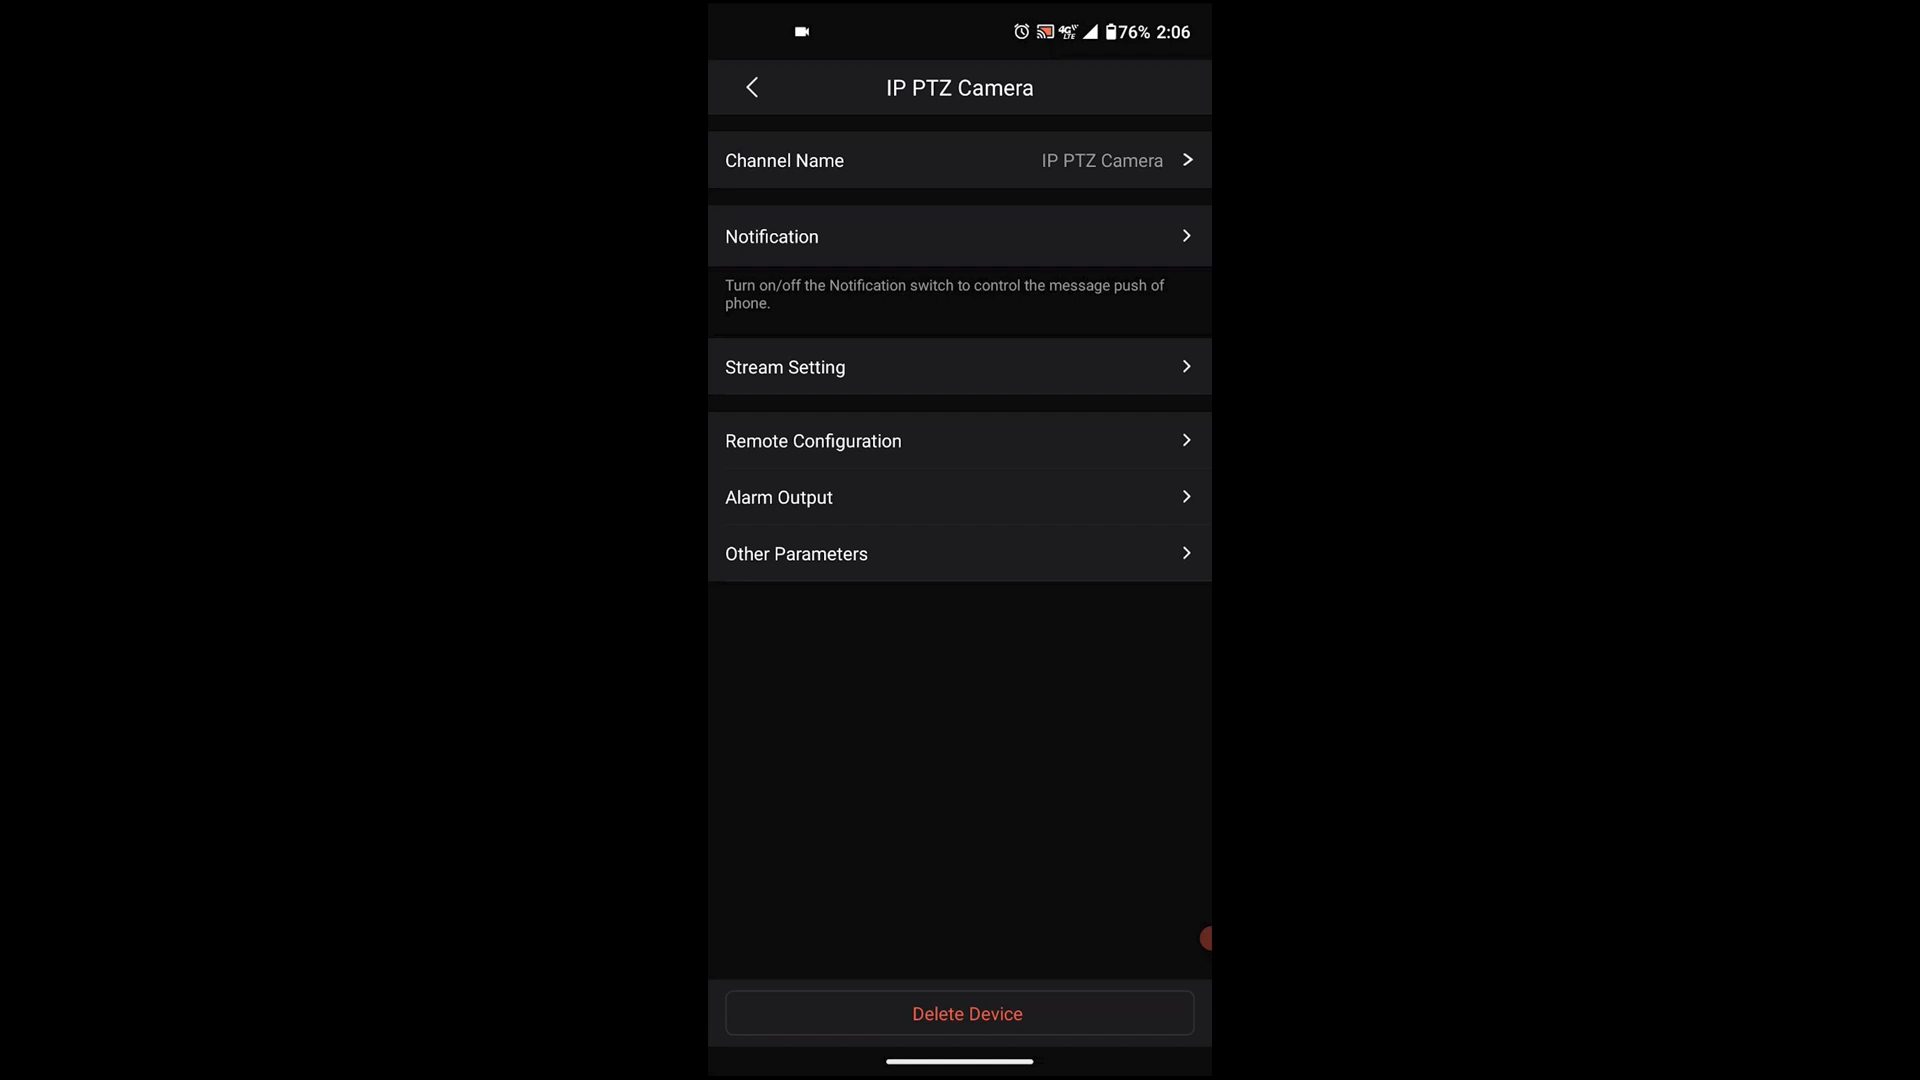 76% 2:06
IP PTZ Camera
Channel Name IP PTZ Camera
Notification
Turn on/off the Notification switch to control the message push of
phone.
Stream Setting
Remote Configuration
Alarm Output
Other Parameters
Delete Device